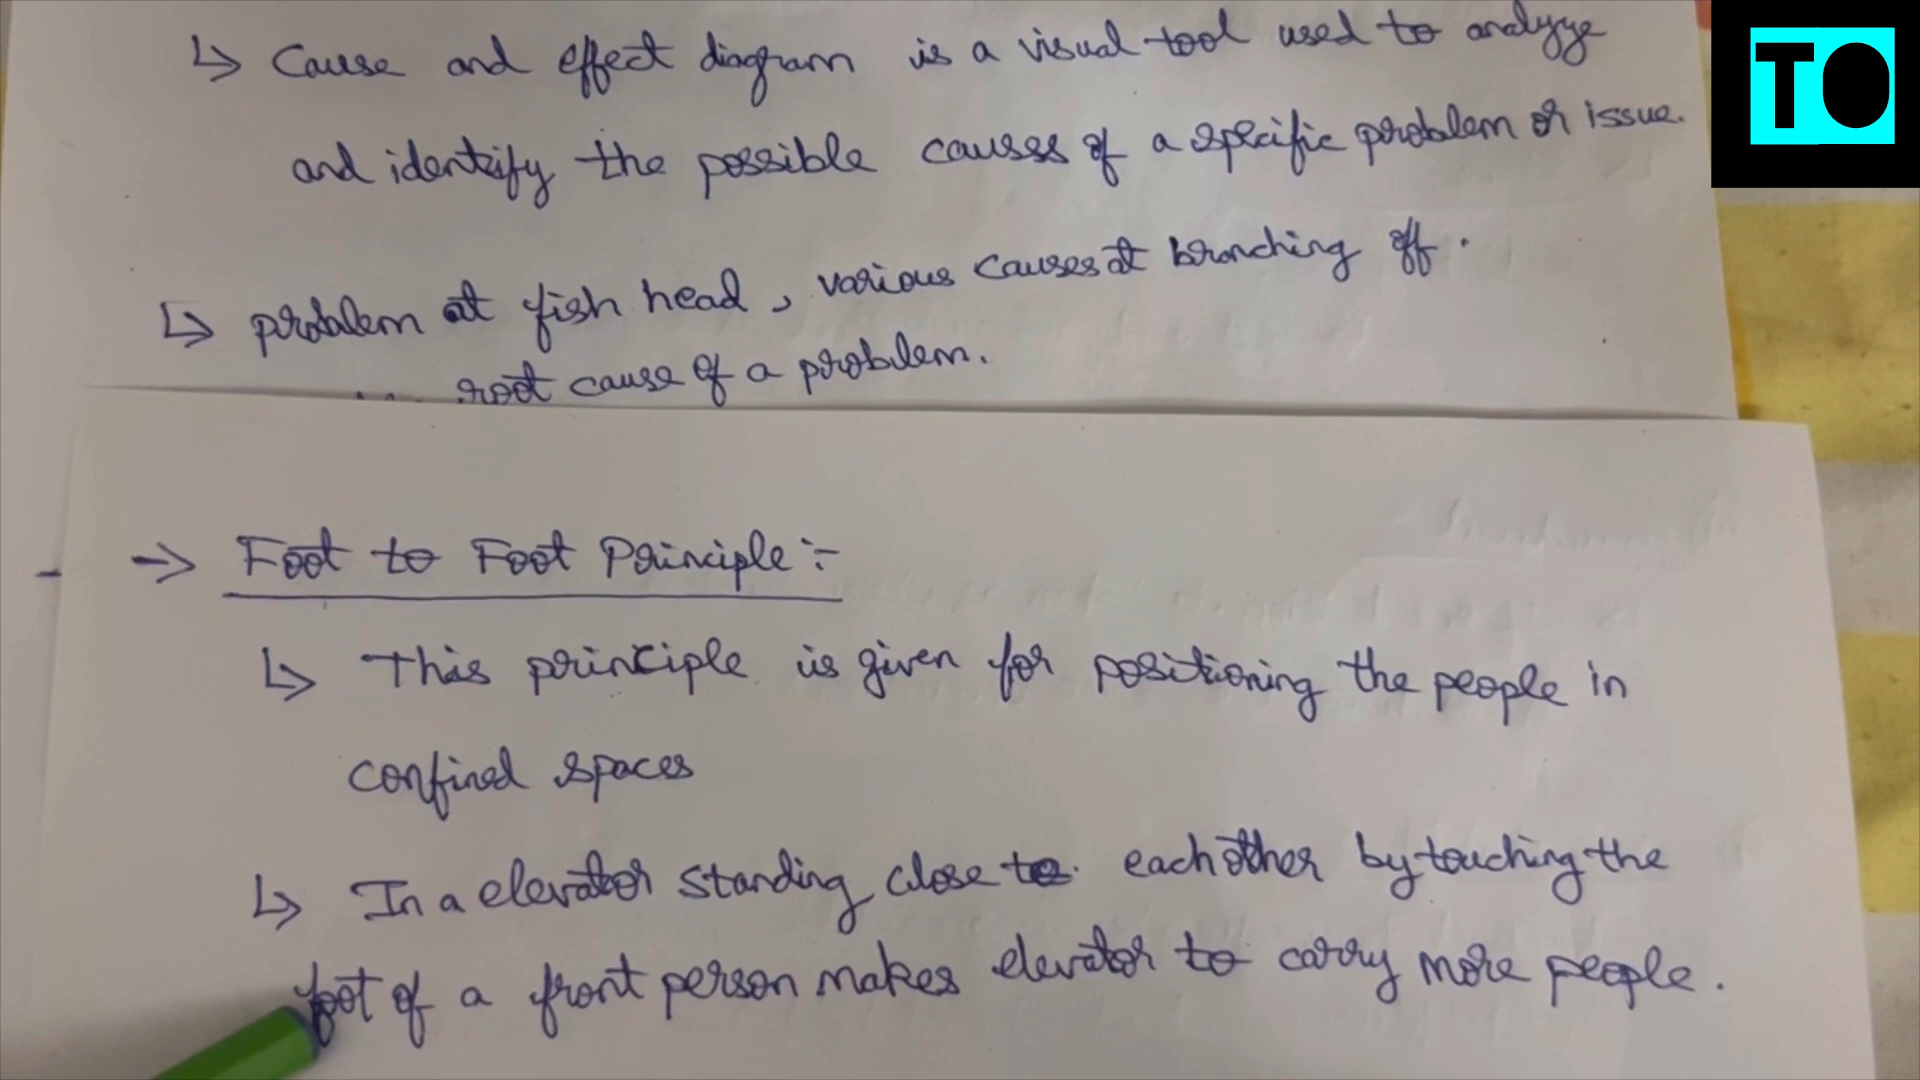 TO
↳ Cause and effect diagram is a visual tool used to analyze
and identify the possible causes of a specific problem or issue.
↳ problem at fish head, various causes at branching off.
root cause of a problem.
→ Foot to Foot Principle :-
↳ This principle is given for positioning the people in
confined spaces
↳ In a elevator standing close to each other by touching the
foot of a front person makes elevator to carry more people.